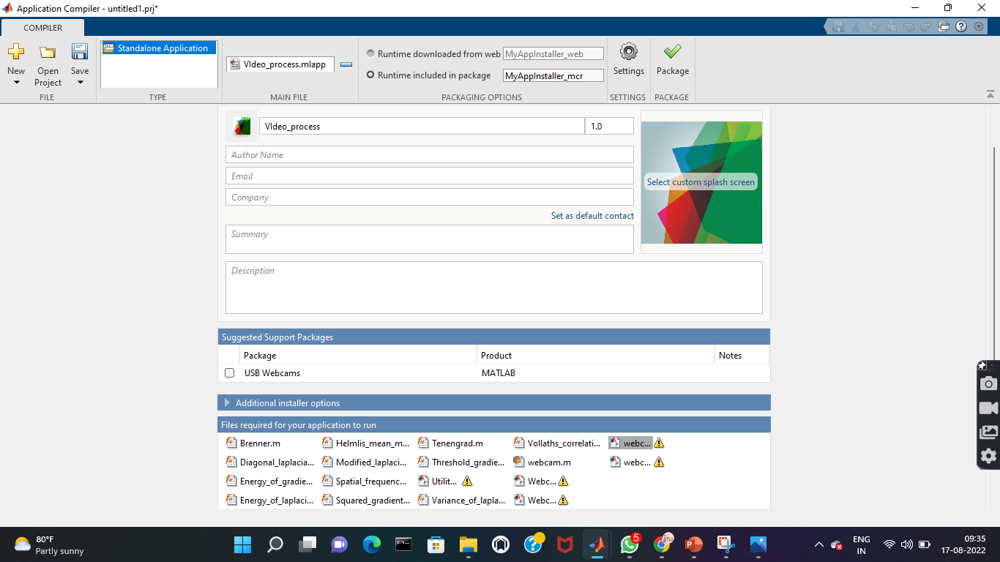 Application Compiler - untitled1.prj*
COMPILER
New
Open Project
Save
FILE
Standalone Application
TYPE
VIdeo_process.mlapp
MAIN FILE
Runtime downloaded from web MyAppInstaller_web
Runtime included in package MyAppInstaller_mcr
PACKAGING OPTIONS
Settings
SETTINGS
Package
PACKAGE
VIdeo_process 1.0
Author Name
Email
Company
Set as default contact
Summary
Select custom splash screen
Description
Suggested Support Packages
Package Product Notes
USB Webcams MATLAB
Additional installer options
Files required for your application to run
Brenner.m Helmlis_mean_m... Tenengrad.m Vollaths_correlati... webc...
Diagonal_laplacia... Modified_laplaci... Threshold_gradie... webcam.m webc...
Energy_of_gradie... Spatial_frequenc... Utilit... Webc...
Energy_of_laplaci... Squared_gradient... Variance_of_lapla... Webc...
80°F
Partly sunny
5
ENG
IN
09:35
17-08-2022